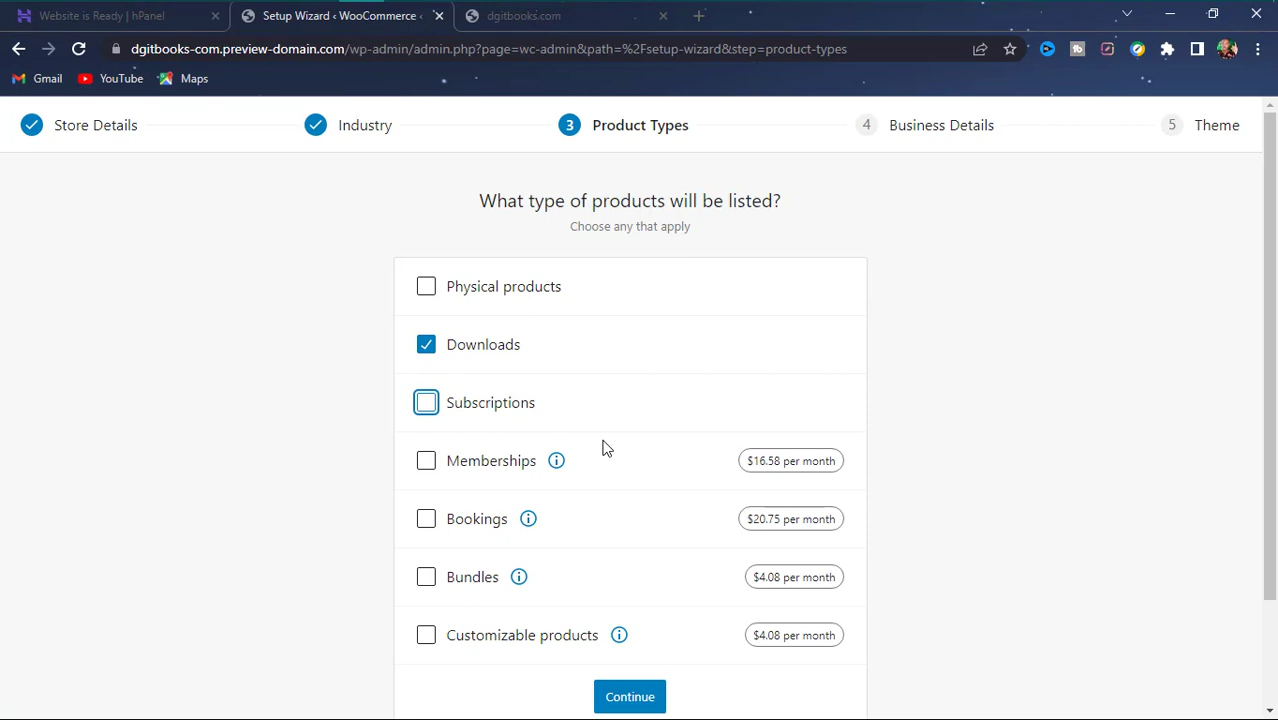 Website is Ready | hPanel
Setup Wizard ‹ WooCommerce ‹
dgitbooks.com
dgitbooks-com.preview-domain.com/wp-admin/admin.php?page=wc-admin&path=%2Fsetup-wizard&step=product-types
Gmail
YouTube
Maps
Store Details
Industry
3 Product Types
4 Business Details
5 Theme
What type of products will be listed?
Choose any that apply
Physical products
Downloads
Subscriptions
Memberships
$16.58 per month
Bookings
$20.75 per month
Bundles
$4.08 per month
Customizable products
$4.08 per month
Continue